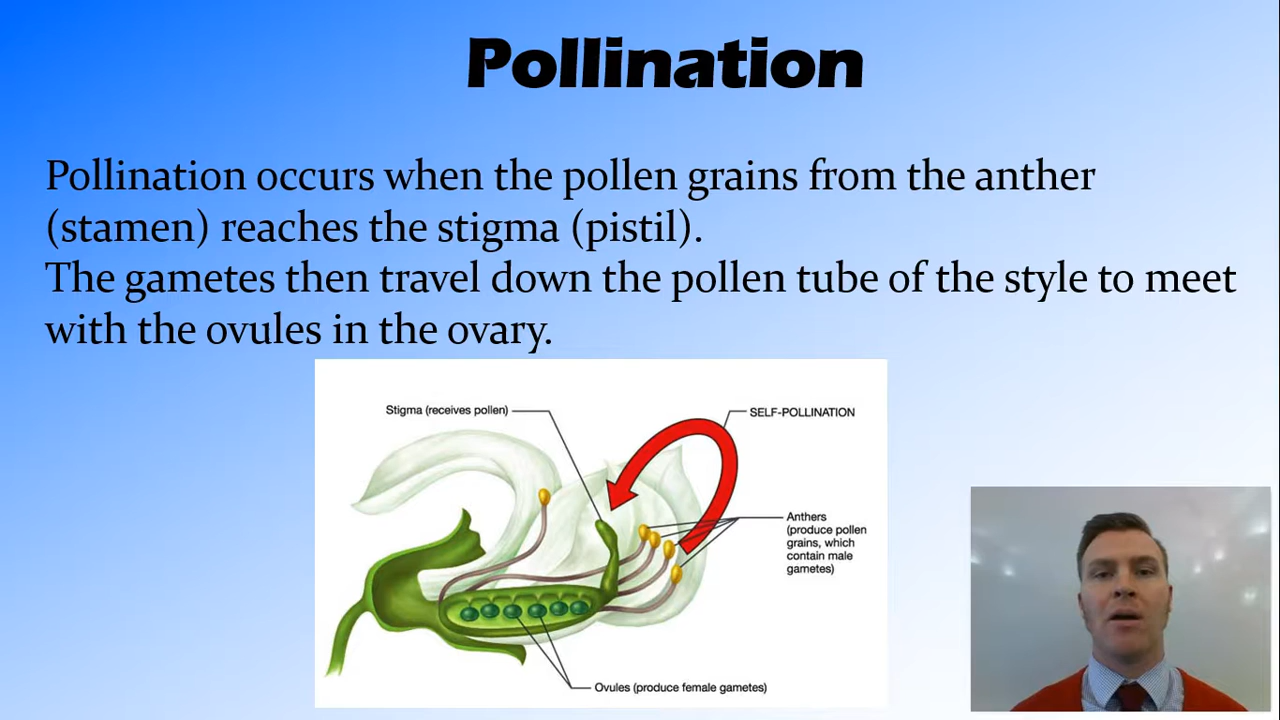 Pollination
Pollination occurs when the pollen grains from the anther
(stamen) reaches the stigma (pistil).
The gametes then travel down the pollen tube of the style to meet
with the ovules in the ovary.
Stigma (receives pollen)
SELF-POLLINATION
Anthers
(produce pollen
grains, which
contain male
gametes)
Ovules (produce female gametes)